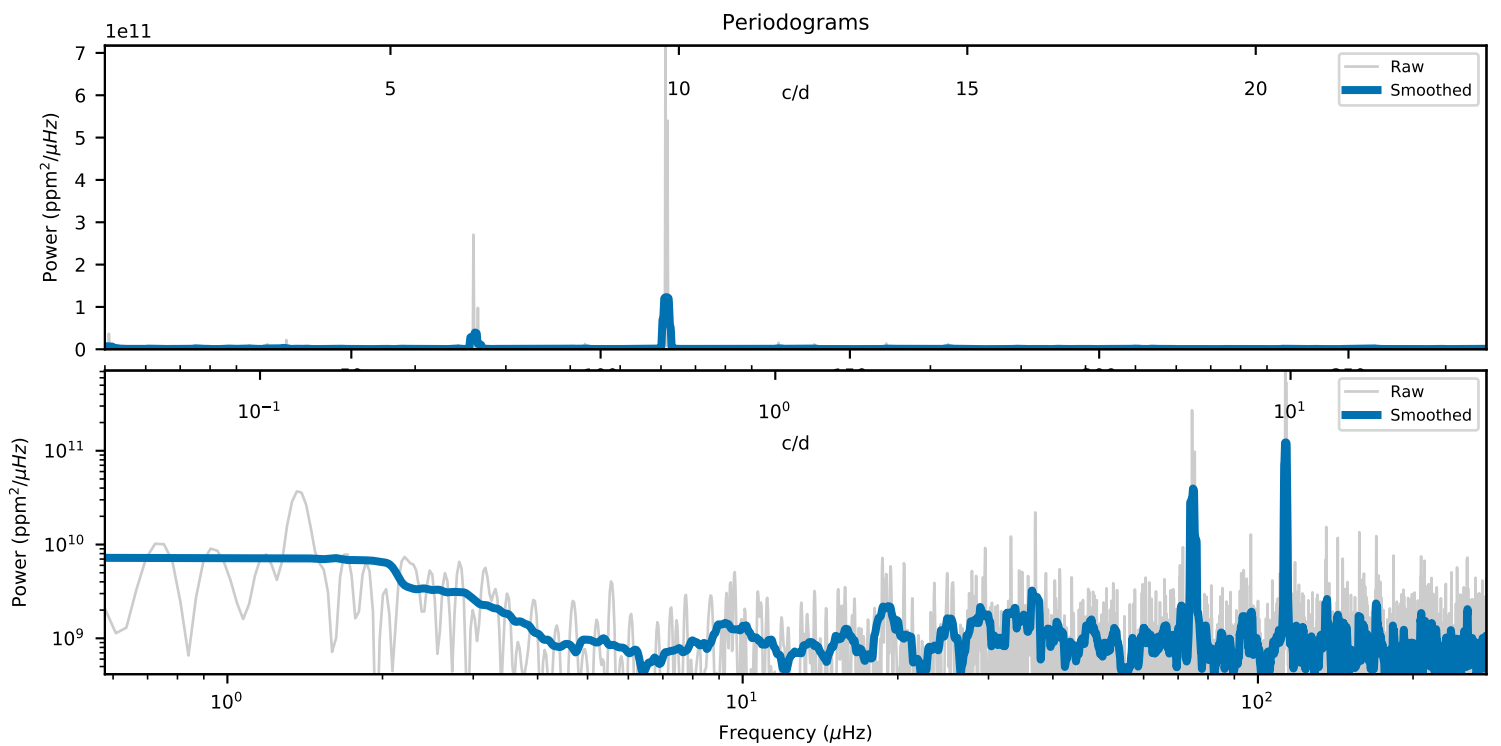 Periodograms
1e11
7
6
5
4
3
2
1
0
Power (ppm²/μHz)
5
10
15
20
c/d
Raw
Smoothed
10⁻¹
10⁰
10¹
c/d
Raw
Smoothed
10¹¹
10¹⁰
10⁹
Power (ppm²/μHz)
10⁰
10¹
10²
Frequency (μHz)